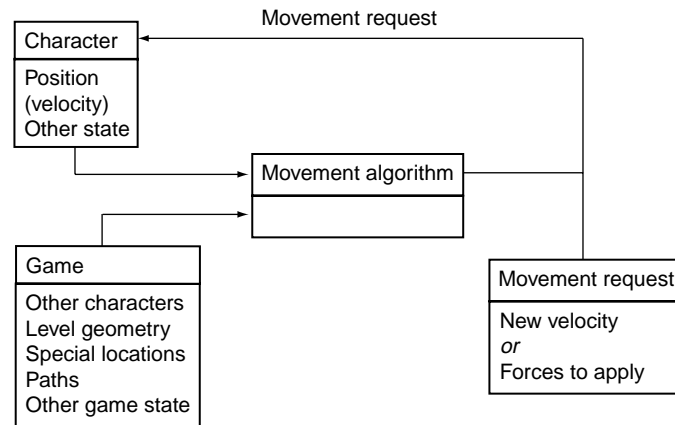 Movement request
Character
Position
(velocity)
Other state
Movement algorithm
Game
Other characters
Level geometry
Special locations
Paths
Other game state
Movement request
New velocity
or
Forces to apply